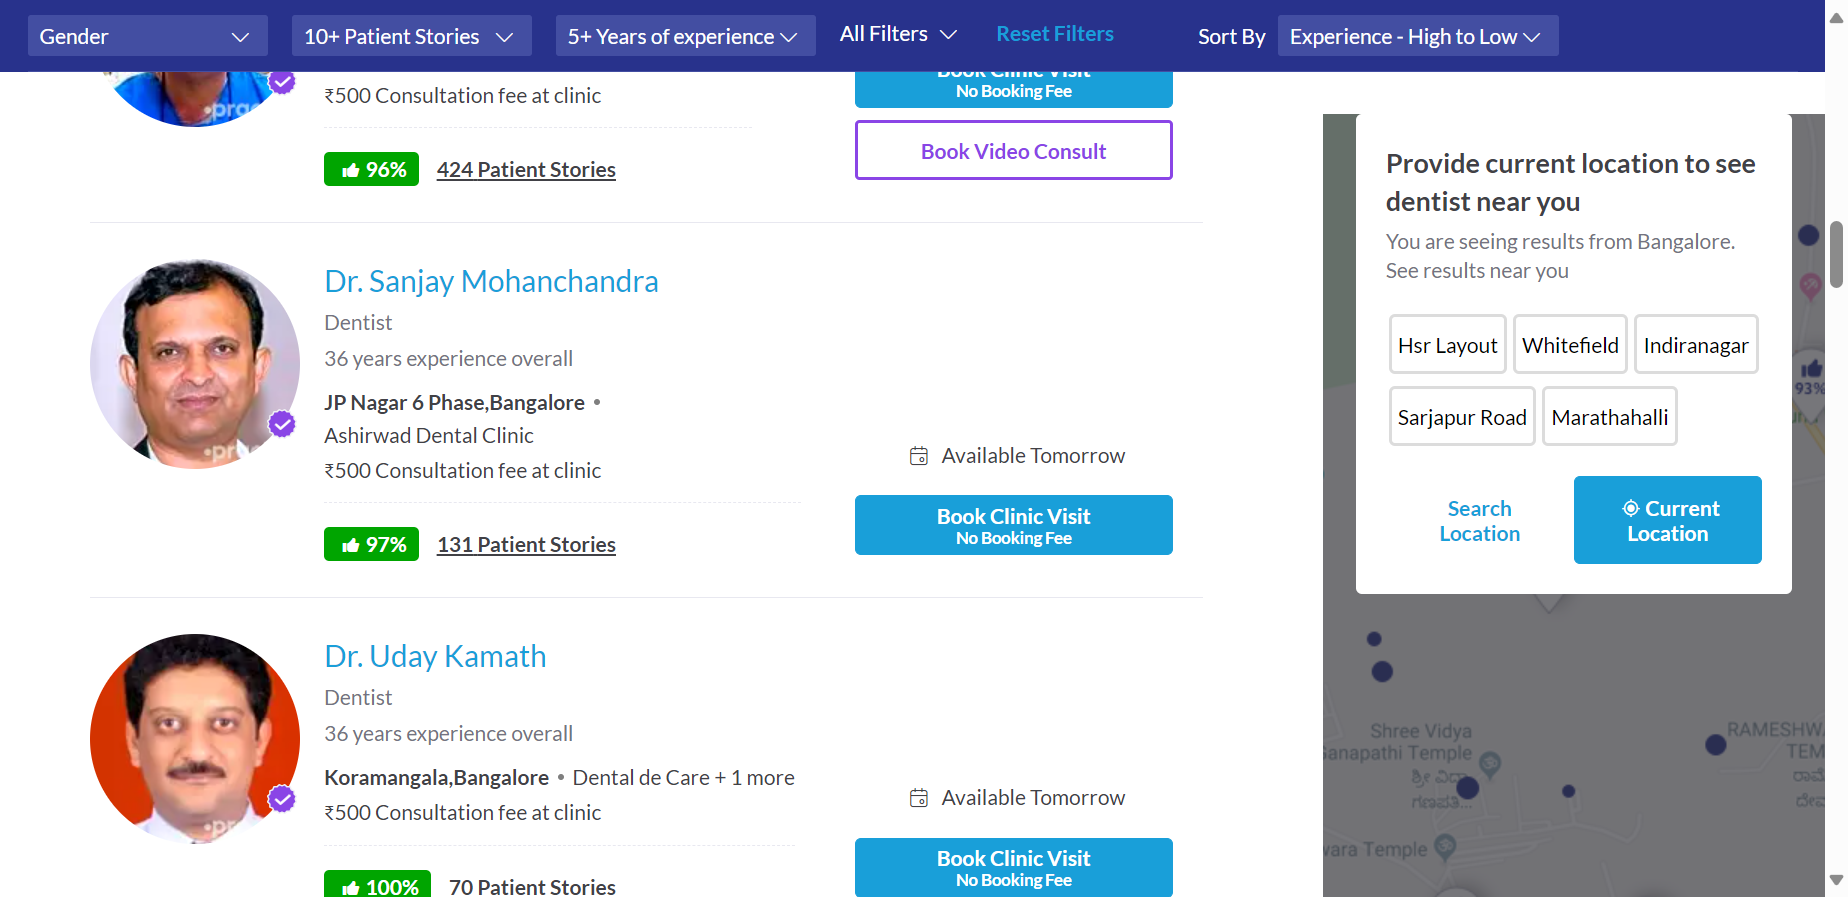 Gender
10+ Patient Stories
5+ Years of experience
All Filters
Reset Filters
Sort By
Experience - High to Low
₹500 Consultation fee at clinic
96%
424 Patient Stories
Book Clinic Visit
No Booking Fee
Book Video Consult
Dr. Sanjay Mohanchandra
Dentist
36 years experience overall
JP Nagar 6 Phase,Bangalore •
Ashirwad Dental Clinic
₹500 Consultation fee at clinic
97%
131 Patient Stories
Available Tomorrow
Book Clinic Visit
No Booking Fee
Dr. Uday Kamath
Dentist
36 years experience overall
Koramangala,Bangalore • Dental de Care + 1 more
₹500 Consultation fee at clinic
100%
70 Patient Stories
Available Tomorrow
Book Clinic Visit
No Booking Fee
Provide current location to see
dentist near you
You are seeing results from Bangalore.
See results near you
Hsr Layout
Whitefield
Indiranagar
Sarjapur Road
Marathahalli
Search
Location
Current
Location
93%
Shree Vidya
Ganapathi Temple
ಶ್ರೀ ವಿದ್ಯಾ
ಗಣಪತಿ...
Temple